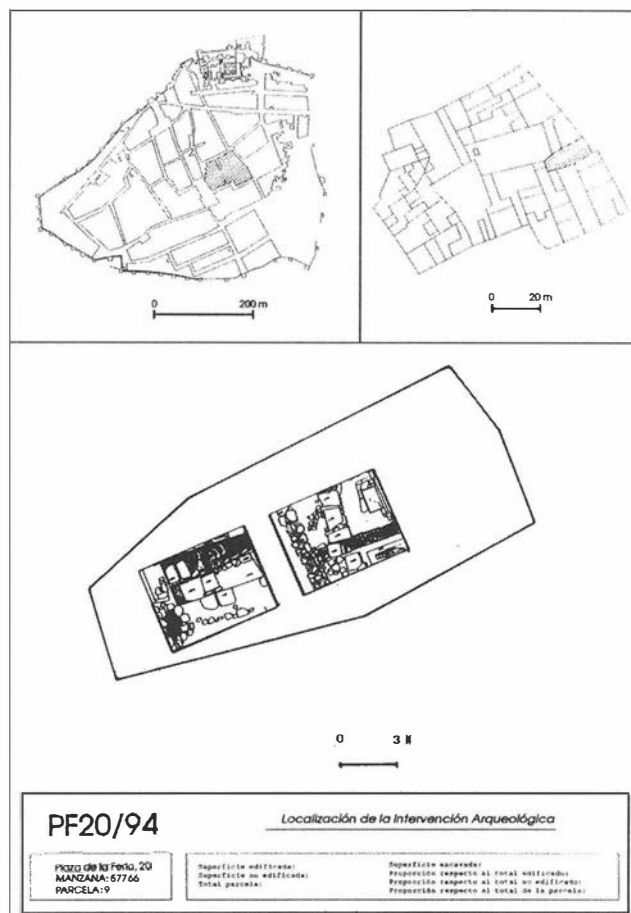 0 200 m
0 20 m
0 3 M
PF20/94
Localización de la Intervención Arqueológica
Plaza de la Feria, 20
MANZANA: 67766
PARCELA: 9
Superficie edificada:
Superficie no edificada:
Total parcela:
Superficie excavada:
Proporción respecto al total edificado:
Proporción respecto al total no edificado:
Proporción respecto al total de la parcela: